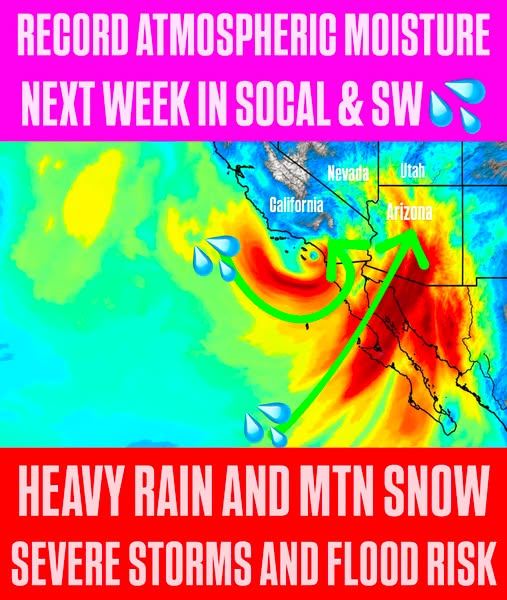 RECORD ATMOSPHERIC MOISTURE
NEXT WEEK IN SOCAL & SW💦
Nevada
Utah
California
Arizona
HEAVY RAIN AND MTN SNOW
SEVERE STORMS AND FLOOD RISK